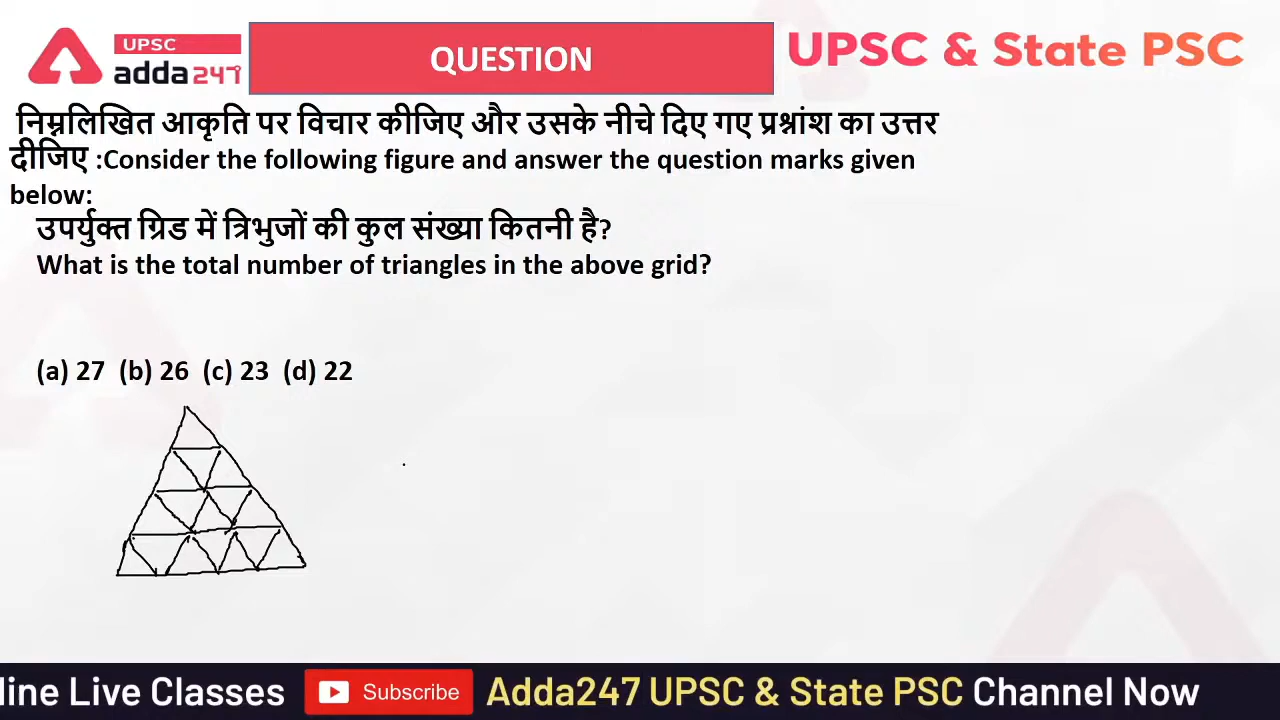 UPSC
adda247
QUESTION
UPSC & State PSC
निम्नलिखित आकृति पर विचार कीजिए और उसके नीचे दिए गए प्रश्नांश का उत्तर
दीजिए :Consider the following figure and answer the question marks given
below:
उपर्युक्त ग्रिड में त्रिभुजों की कुल संख्या कितनी है?
What is the total number of triangles in the above grid?
(a) 27 (b) 26 (c) 23 (d) 22
line Live Classes Subscribe Adda247 UPSC & State PSC Channel Now